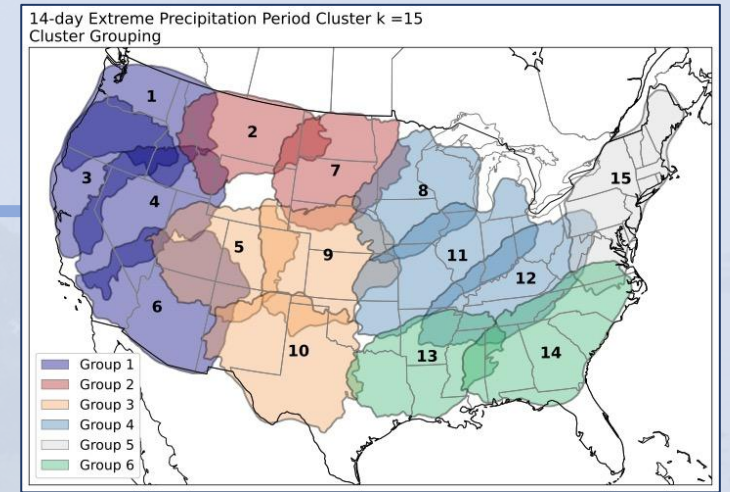 14-day Extreme Precipitation Period Cluster k =15
Cluster Grouping
1
2
3
4
5
6
7
8
9
10
11
12
13
14
15
Group 1
Group 2
Group 3
Group 4
Group 5
Group 6